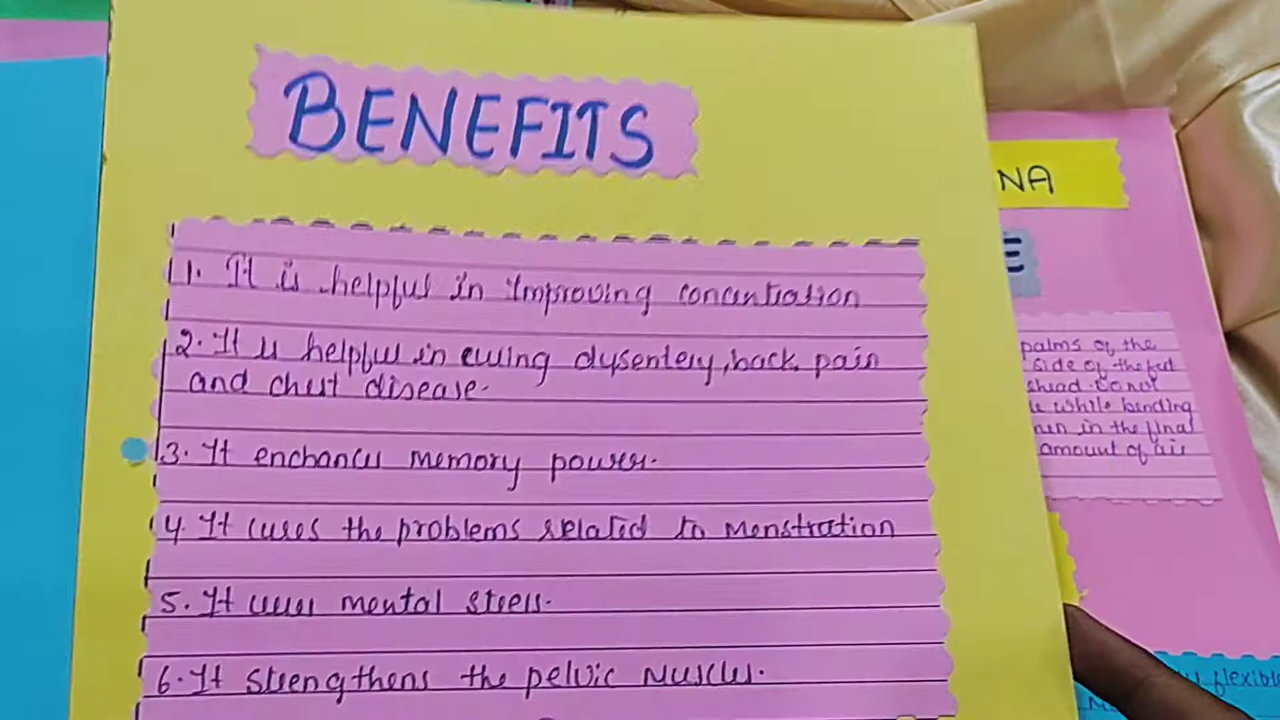 BENEFITS
1. It is helpful in improving concentration
2. It is helpful in curing dysentery, back pain
and chest disease.
3. It enchances memory power.
4. It cures the problems related to menstration
5. It cures mental stress.
6. It strengthens the pelvic muscles.
NA
E
palms of the
side of the feet
Do not
while bending
in the final
amount of air
flexible